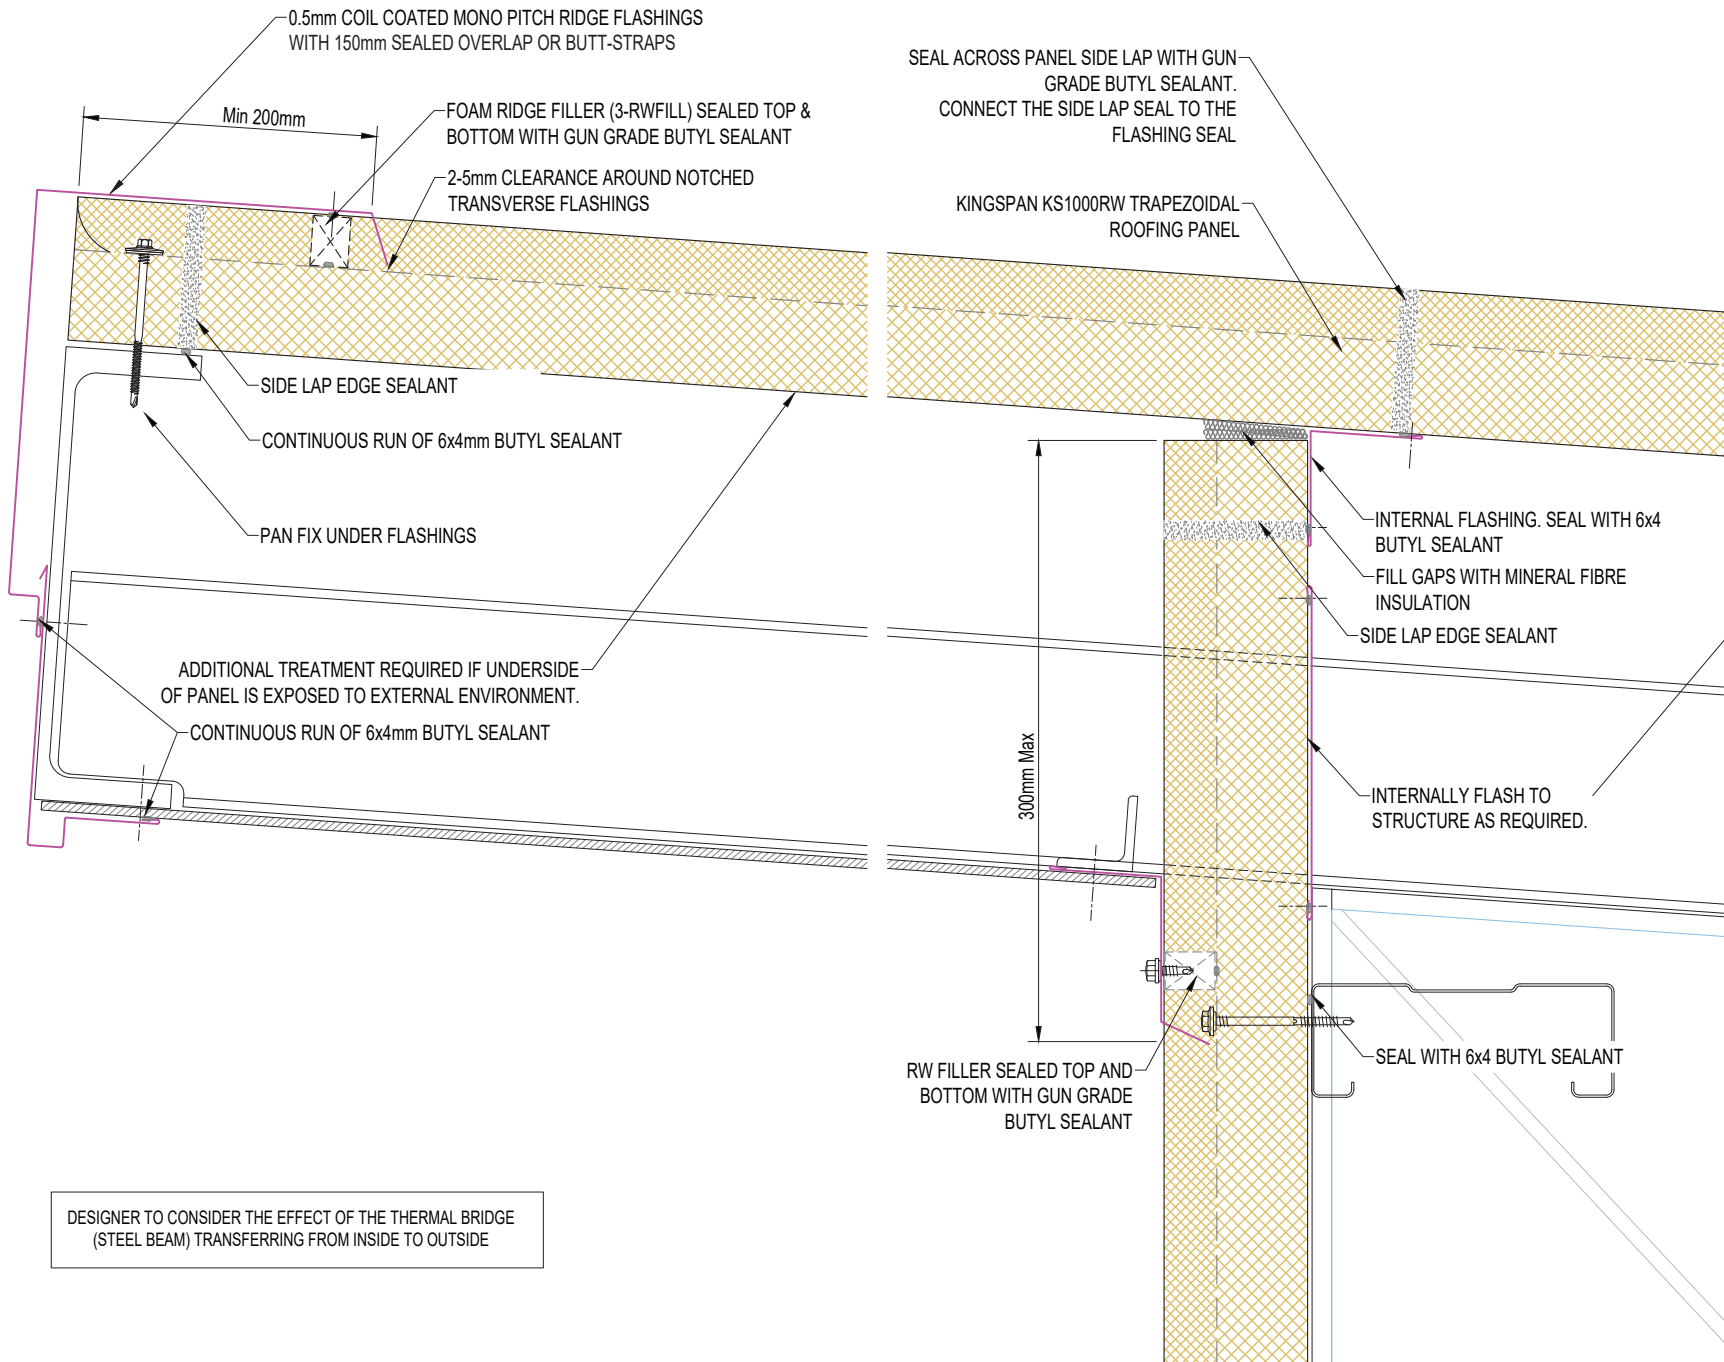 0.5mm COIL COATED MONO PITCH RIDGE FLASHINGS
WITH 150mm SEALED OVERLAP OR BUTT-STRAPS
Min 200mm
FOAM RIDGE FILLER (3-RWFILL) SEALED TOP &
BOTTOM WITH GUN GRADE BUTYL SEALANT
2-5mm CLEARANCE AROUND NOTCHED
TRANSVERSE FLASHINGS
SEAL ACROSS PANEL SIDE LAP WITH GUN
GRADE BUTYL SEALANT.
CONNECT THE SIDE LAP SEAL TO THE
FLASHING SEAL
KINGSPAN KS1000RW TRAPEZOIDAL
ROOFING PANEL
SIDE LAP EDGE SEALANT
CONTINUOUS RUN OF 6x4mm BUTYL SEALANT
PAN FIX UNDER FLASHINGS
INTERNAL FLASHING. SEAL WITH 6x4
BUTYL SEALANT
FILL GAPS WITH MINERAL FIBRE
INSULATION
SIDE LAP EDGE SEALANT
ADDITIONAL TREATMENT REQUIRED IF UNDERSIDE
OF PANEL IS EXPOSED TO EXTERNAL ENVIRONMENT.
CONTINUOUS RUN OF 6x4mm BUTYL SEALANT
300mm Max
INTERNALLY FLASH TO
STRUCTURE AS REQUIRED.
SEAL WITH 6x4 BUTYL SEALANT
RW FILLER SEALED TOP AND
BOTTOM WITH GUN GRADE
BUTYL SEALANT
DESIGNER TO CONSIDER THE EFFECT OF THE THERMAL BRIDGE
(STEEL BEAM) TRANSFERRING FROM INSIDE TO OUTSIDE